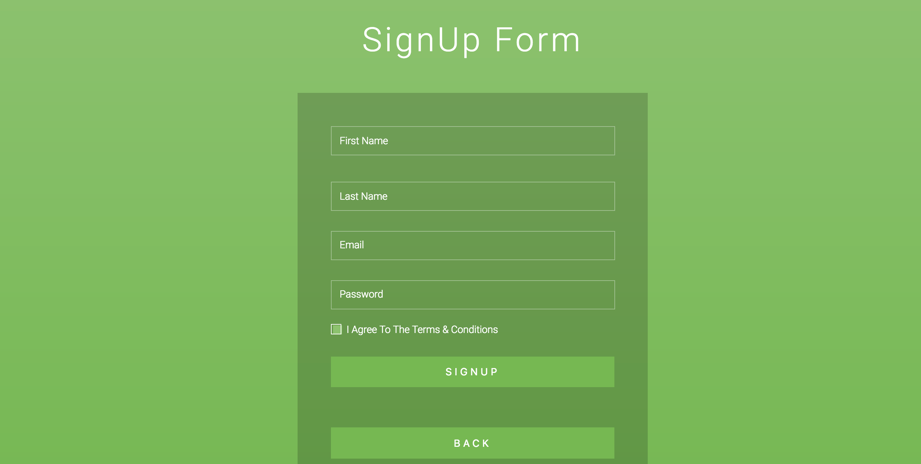 SignUp Form
First Name
Last Name
Email
Password
I Agree To The Terms & Conditions
SIGNUP
BACK